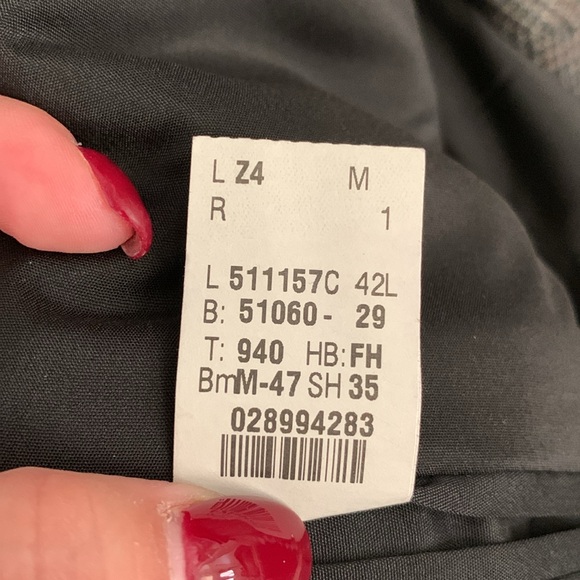 L Z4 M
R 1
L 511157C 42L
B: 51060- 29
T: 940 HB:FH
BmM-47 SH 35
028994283